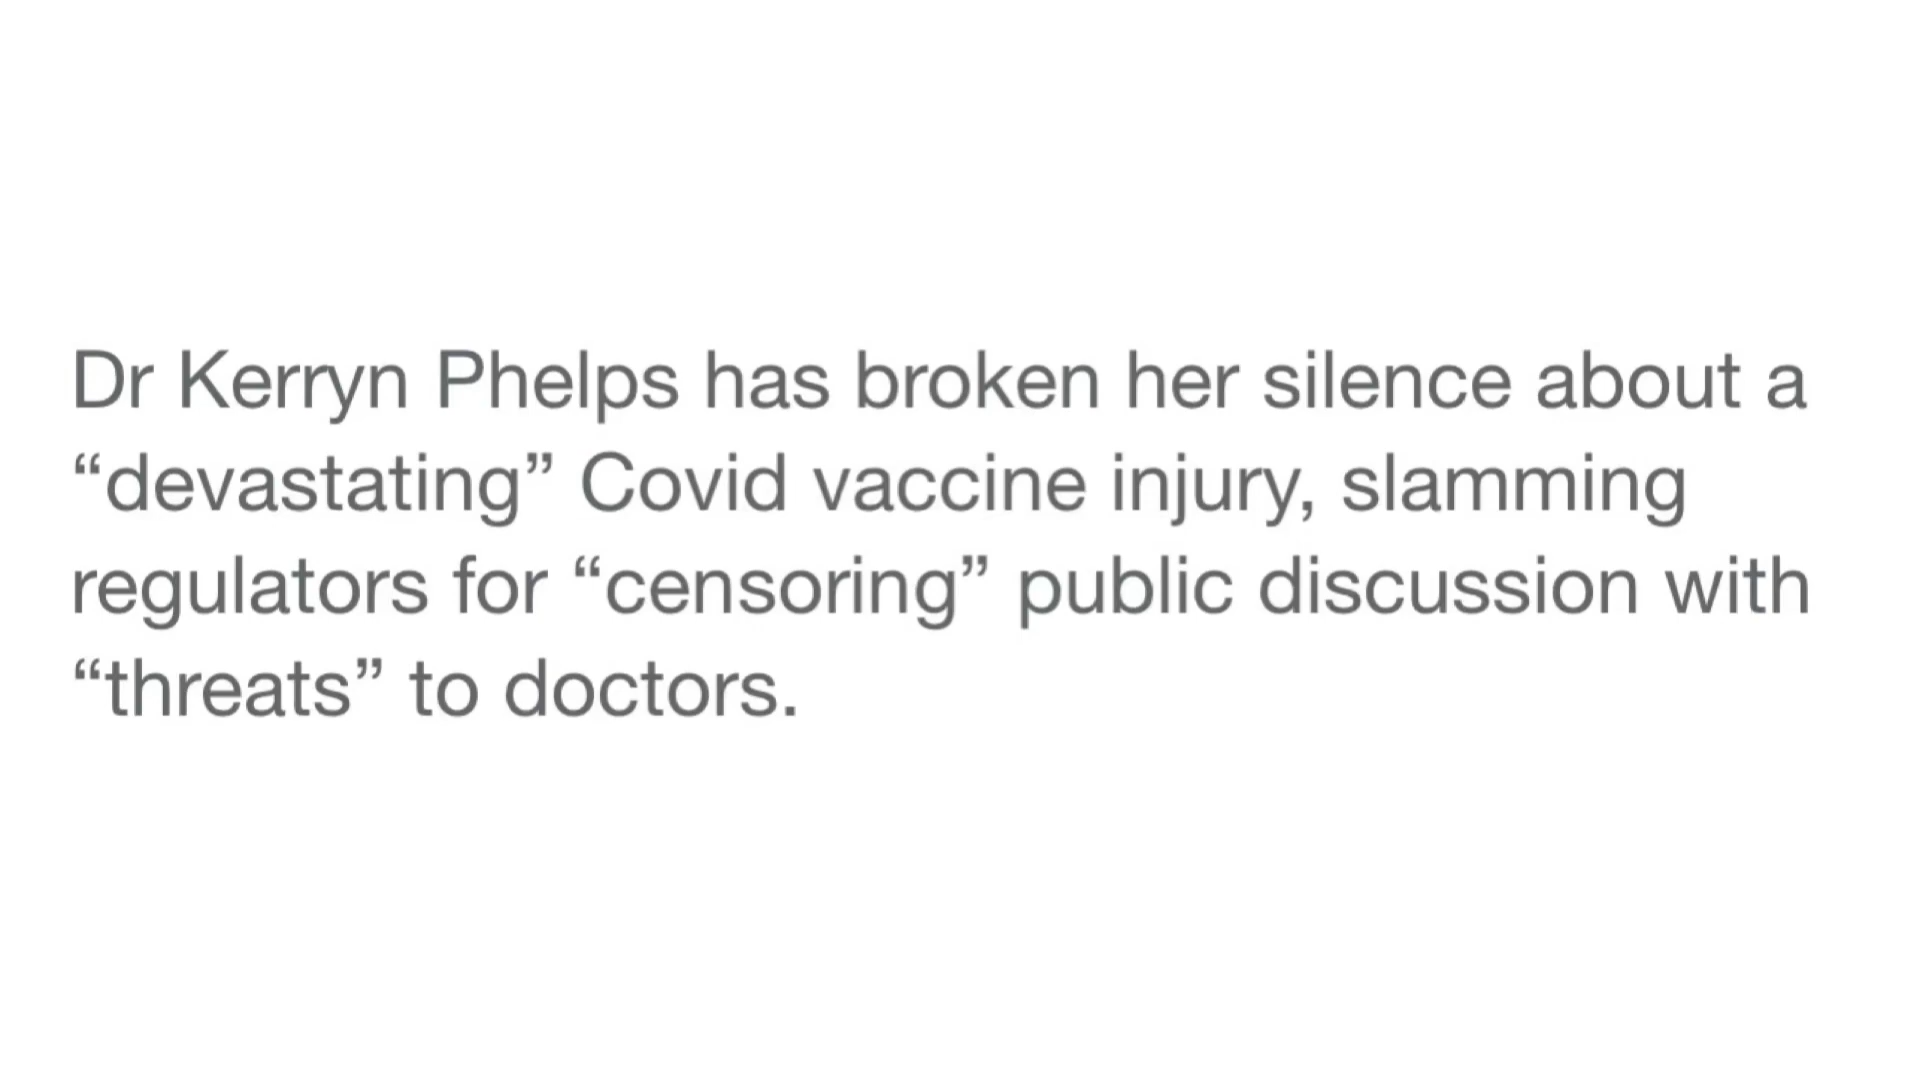 Dr Kerryn Phelps has broken her silence about a
“devastating” Covid vaccine injury, slamming
regulators for “censoring” public discussion with
“threats” to doctors.